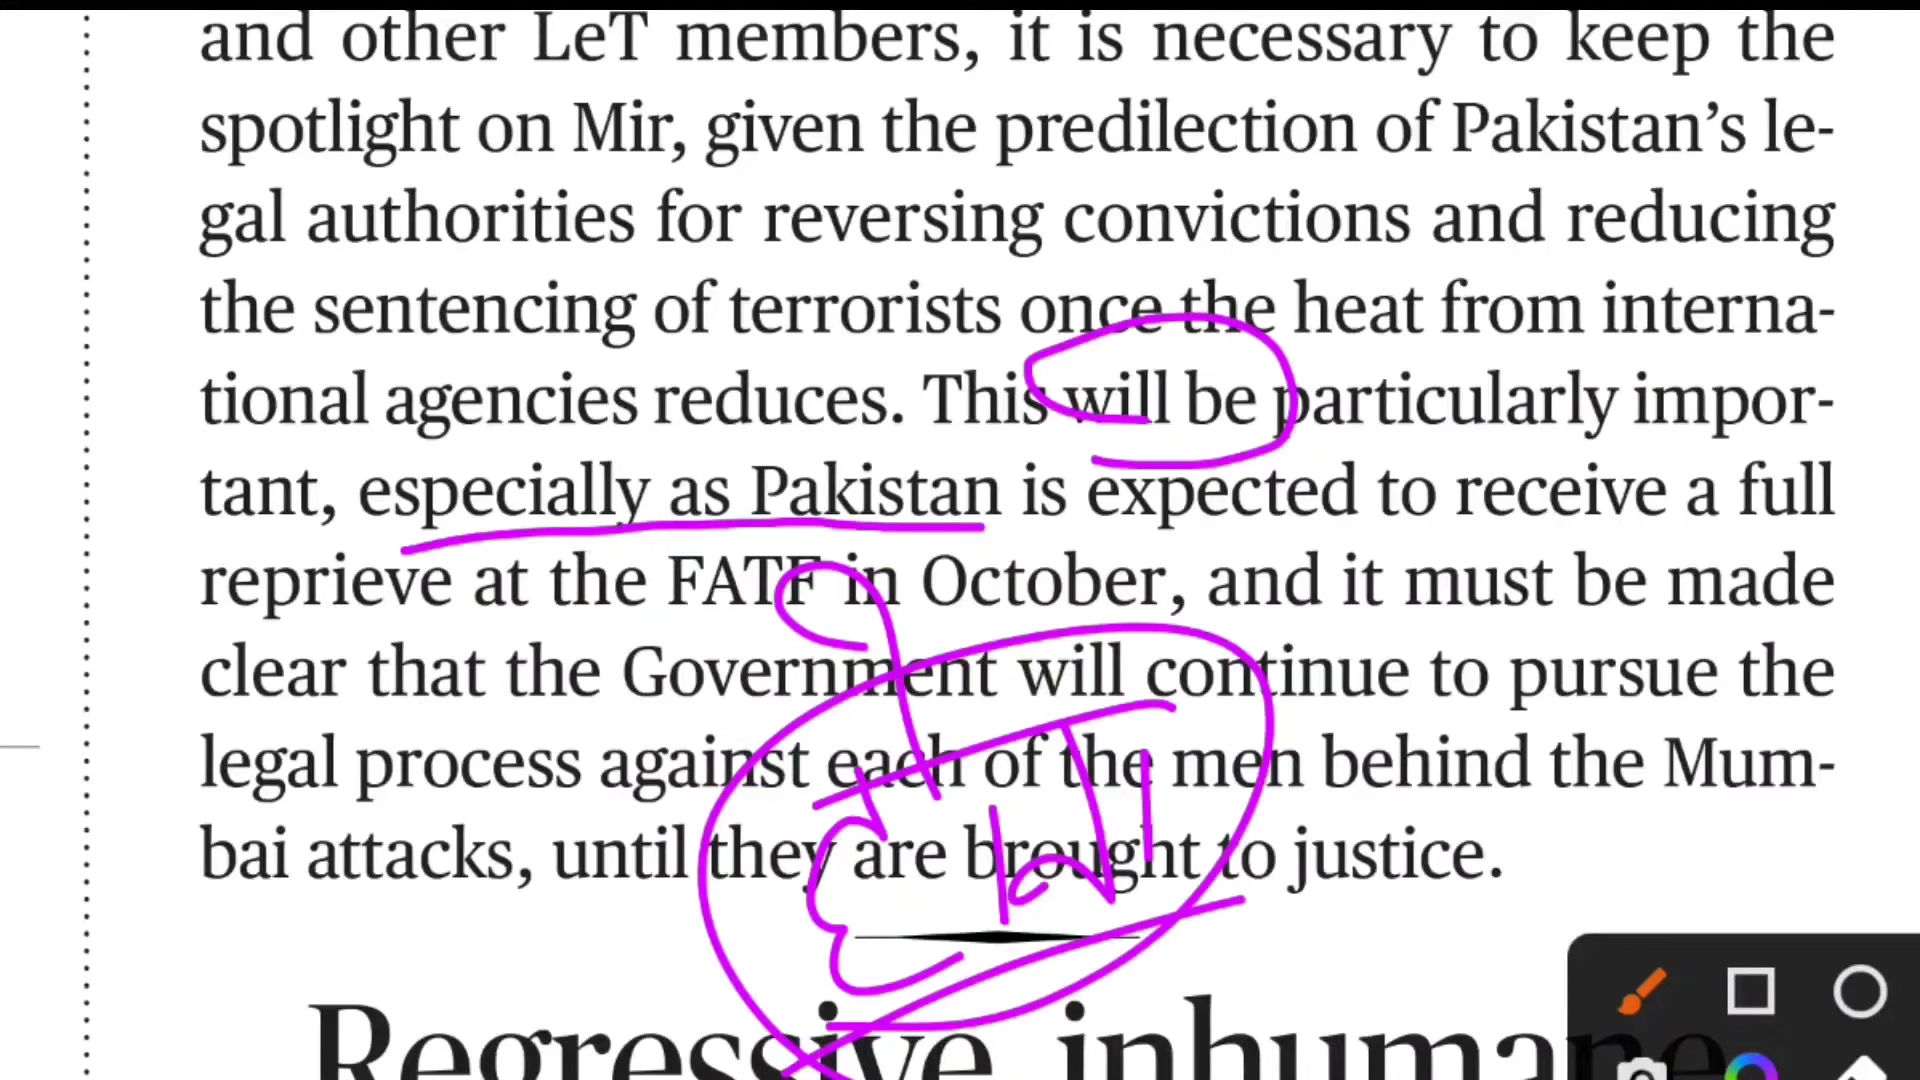 and other LeT members, it is necessary to keep the
spotlight on Mir, given the predilection of Pakistan’s le-
gal authorities for reversing convictions and reducing
the sentencing of terrorists once the heat from interna-
tional agencies reduces. This will be particularly impor-
tant, especially as Pakistan is expected to receive a full
reprieve at the FATF in October, and it must be made
clear that the Government will continue to pursue the
legal process against each of the men behind the Mum-
bai attacks, until they are brought to justice.
Regressive, inhumane